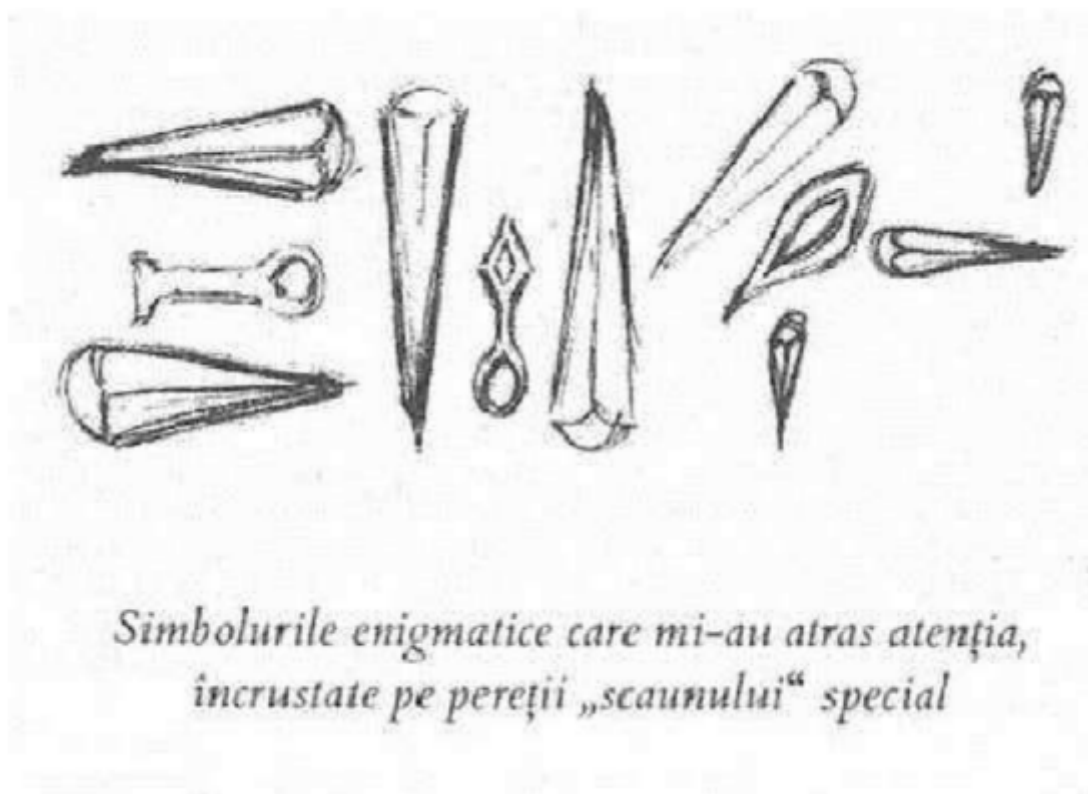 Simbolurile enigmatice care mi-au atras atenția,
încrustate pe pereții „scaunului“ special